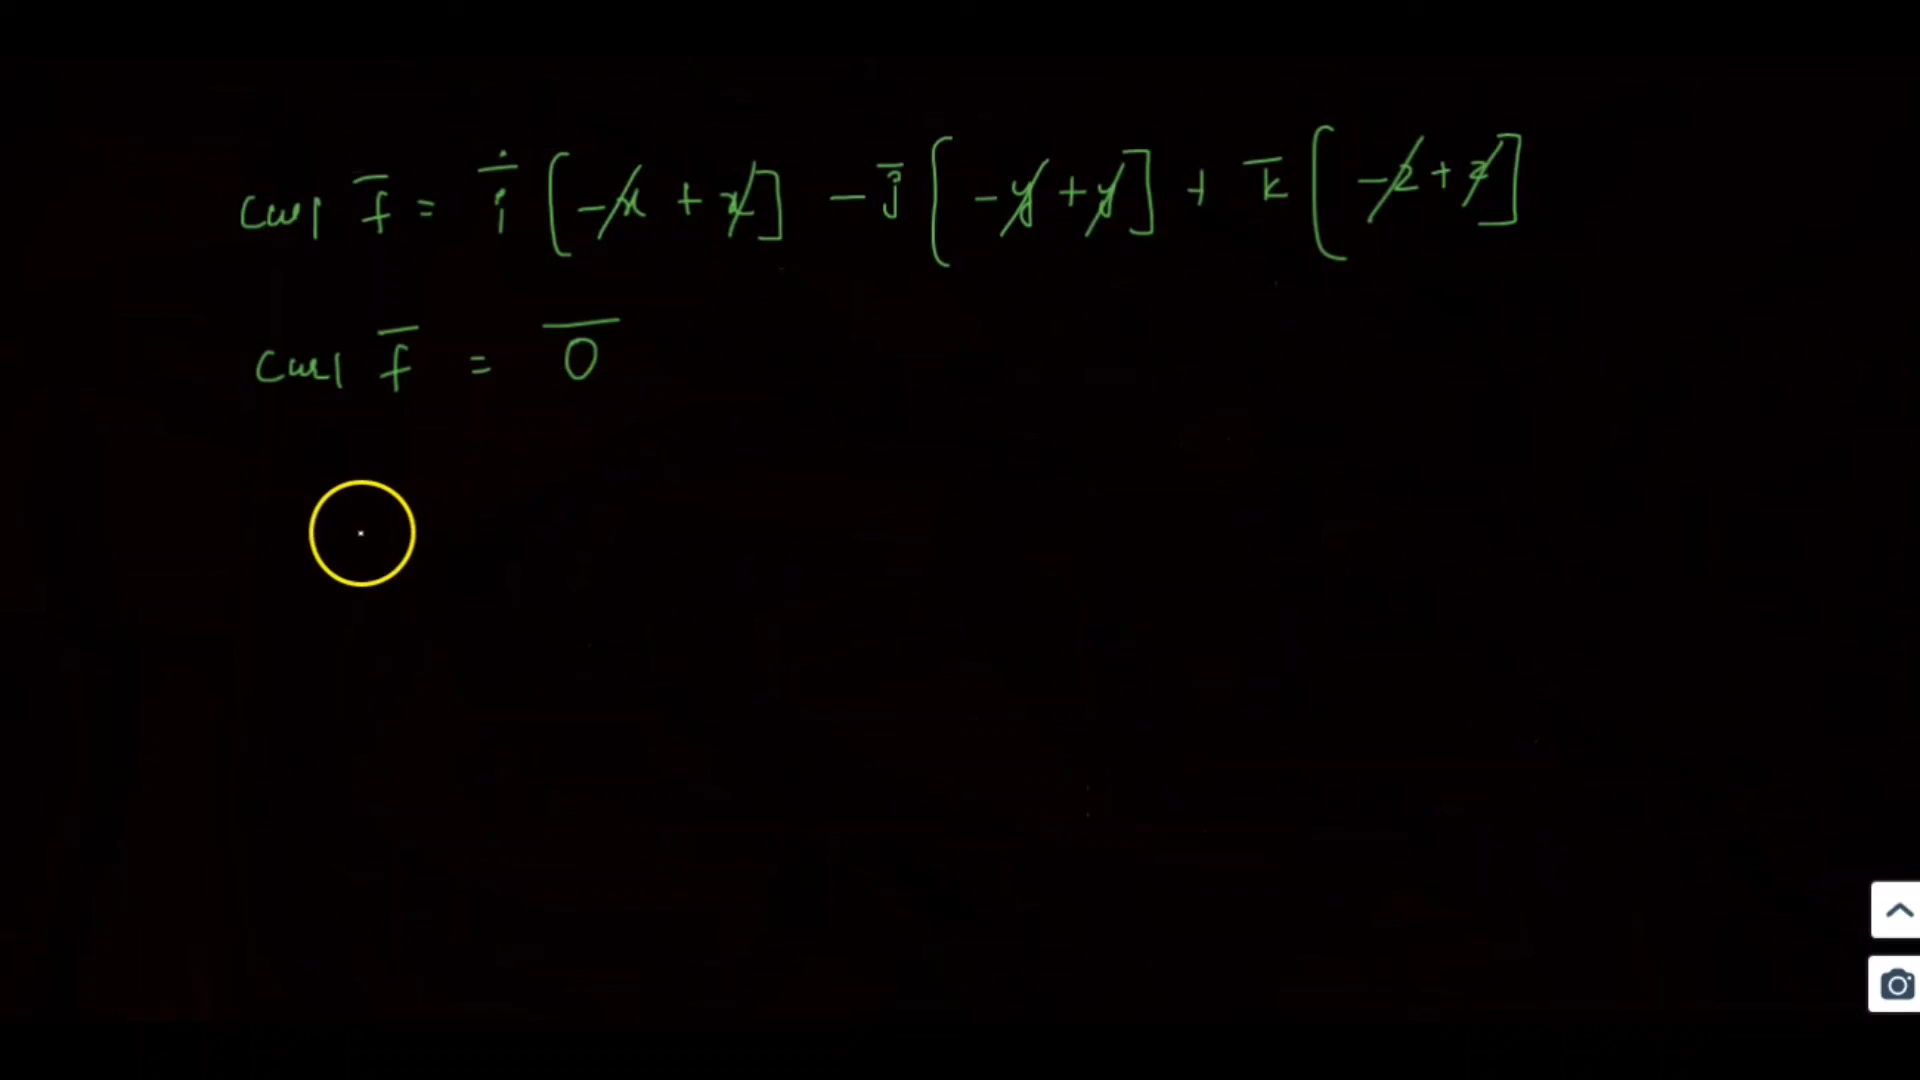 curl f̅ = i̅ [-x + x] - j̅ [-y + y] + k̅ [-z + z]
curl f̅ = 0̅